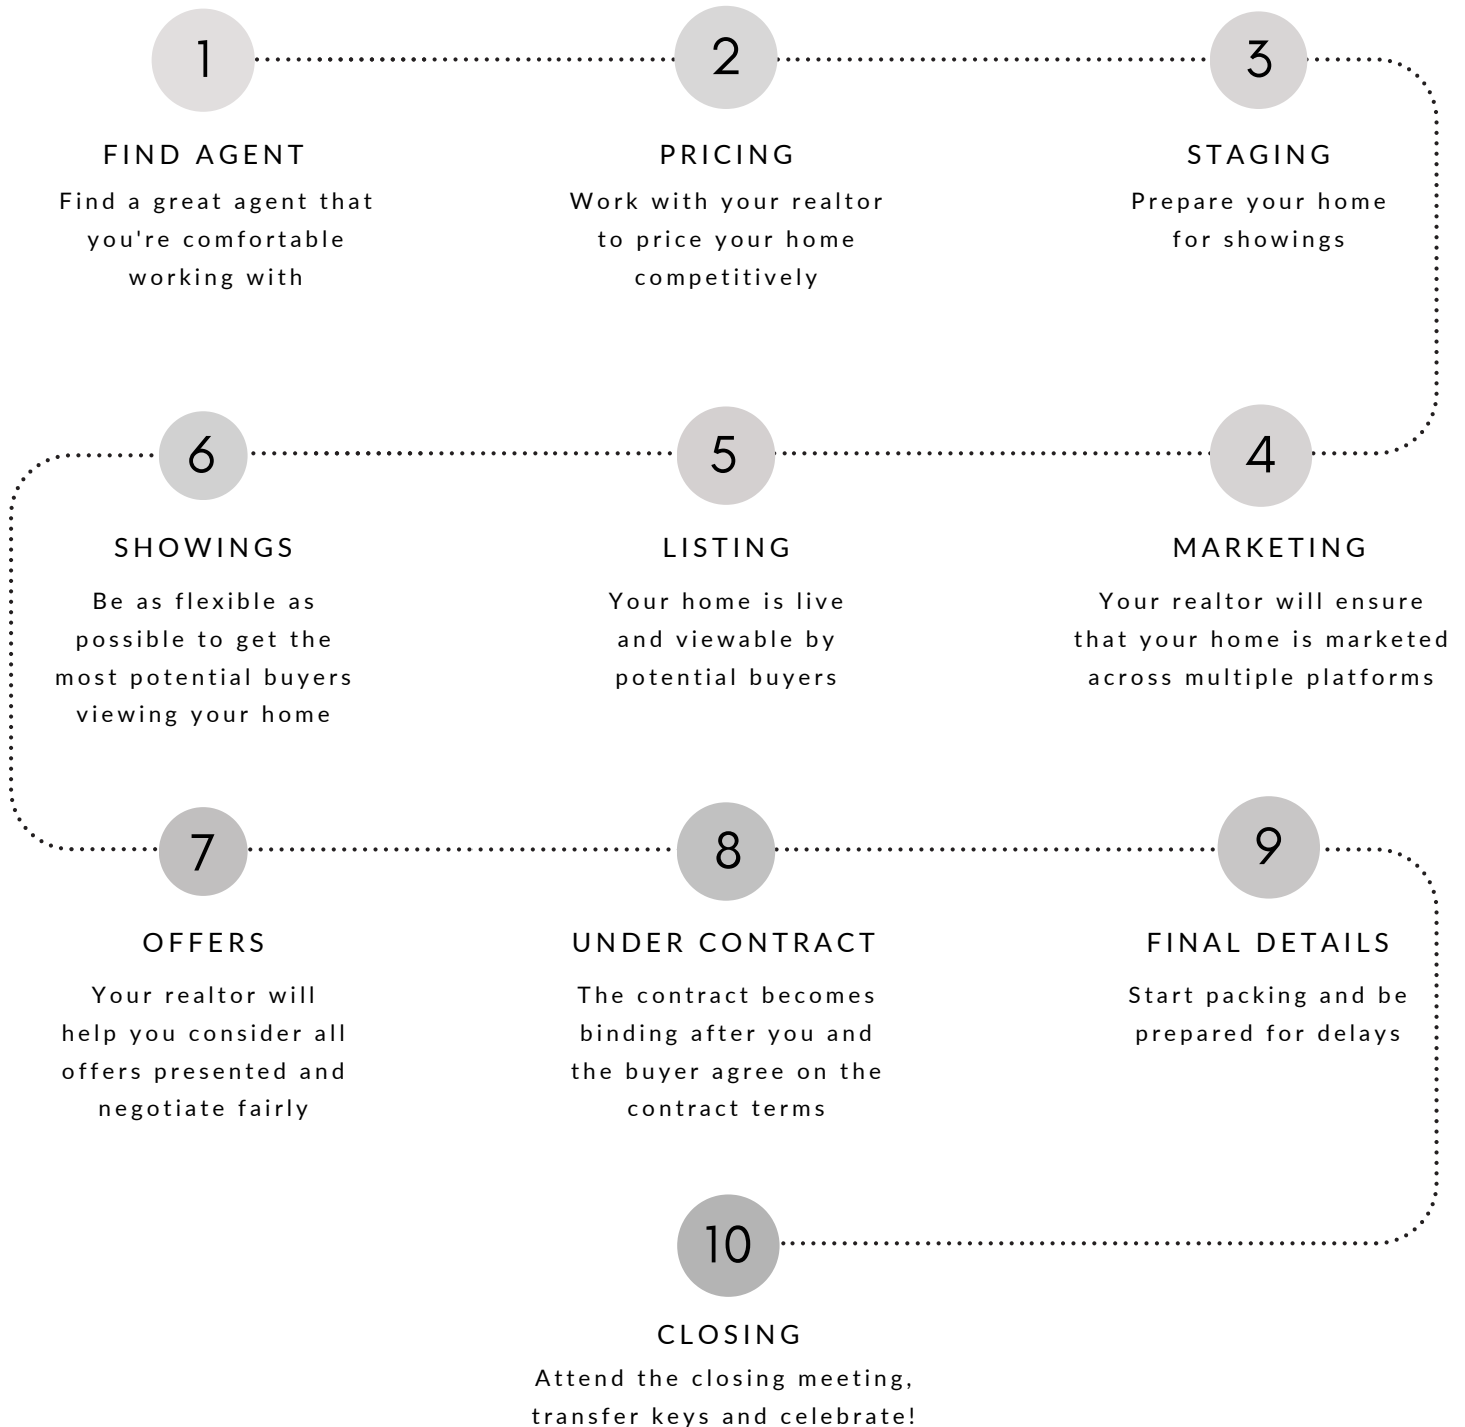 1
FIND AGENT
Find a great agent that
you're comfortable
working with
2
PRICING
Work with your realtor
to price your home
competitively
3
STAGING
Prepare your home
for showings
4
MARKETING
Your realtor will ensure
that your home is marketed
across multiple platforms
5
LISTING
Your home is live
and viewable by
potential buyers
6
SHOWINGS
Be as flexible as
possible to get the
most potential buyers
viewing your home
7
OFFERS
Your realtor will
help you consider all
offers presented and
negotiate fairly
8
UNDER CONTRACT
The contract becomes
binding after you and
the buyer agree on the
contract terms
9
FINAL DETAILS
Start packing and be
prepared for delays
10
CLOSING
Attend the closing meeting,
transfer keys and celebrate!